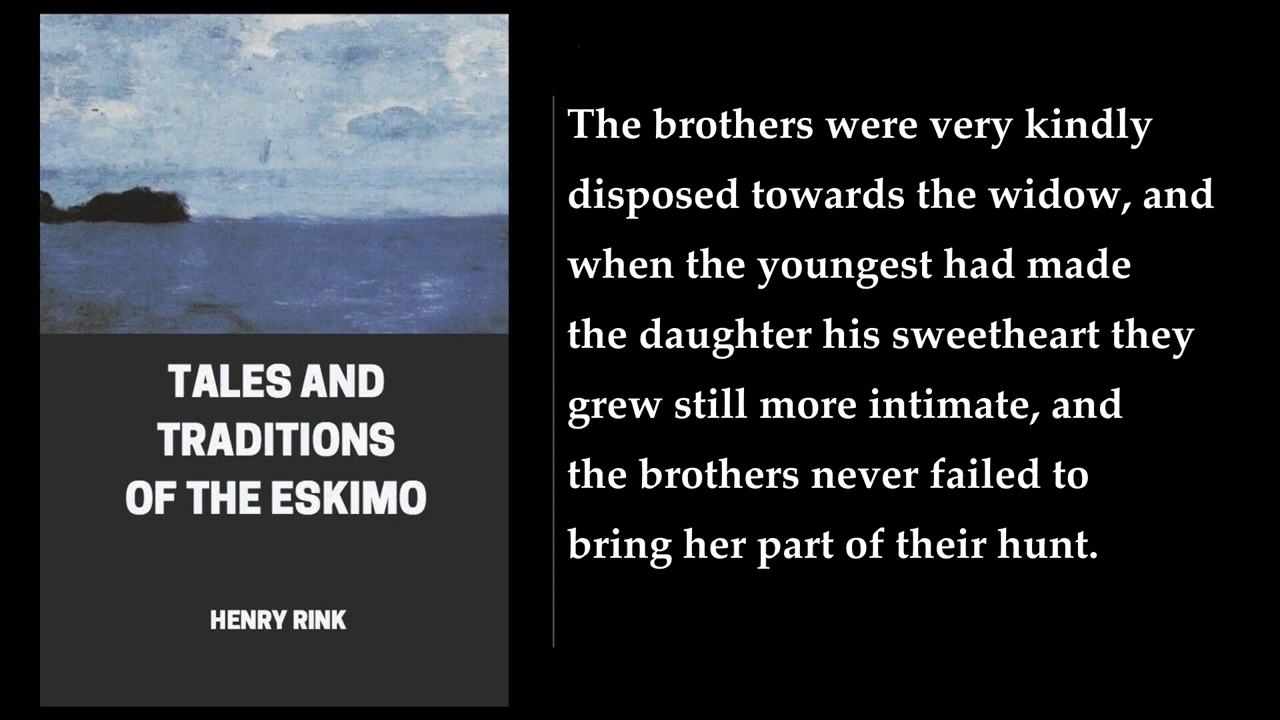 TALES AND
TRADITIONS
OF THE ESKIMO
HENRY RINK
The brothers were very kindly
disposed towards the widow, and
when the youngest had made
the daughter his sweetheart they
grew still more intimate, and
the brothers never failed to
bring her part of their hunt.